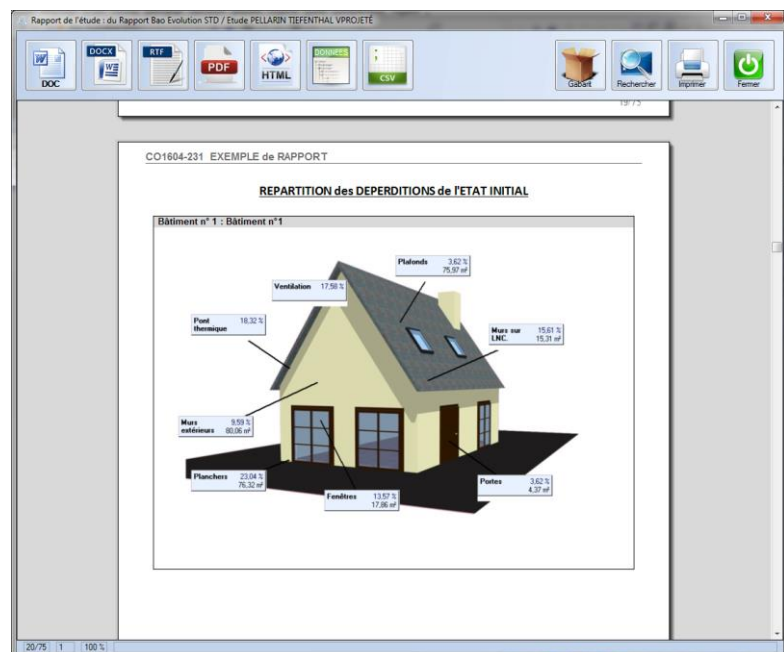 Rapport de l'étude : du Rapport Bao Evolution STD / Etude PELLARIN TIEFENTHAL VPROJETÉ
DOC
DOCX
RTF
PDF
HTML
DONNÉES
CSV
Gabarit
Rechercher
Imprimer
Fermer
19/75
CO1604-231 EXEMPLE de RAPPORT
REPARTITION des DEPERDITIONS de l'ETAT INITIAL
Bâtiment n° 1 : Bâtiment n°1
Plafonds 3,62 %
75,97 m²
Ventilation 17,58 %
Pont thermique 18,32 %
Murs sur LNC. 15,61 %
15,31 m²
Murs extérieurs 9,59 %
80,06 m²
Planchers 23,04 %
76,32 m²
Fenêtres 13,57 %
17,86 m²
Portes 3,62 %
4,37 m²
20/75 1 100 %